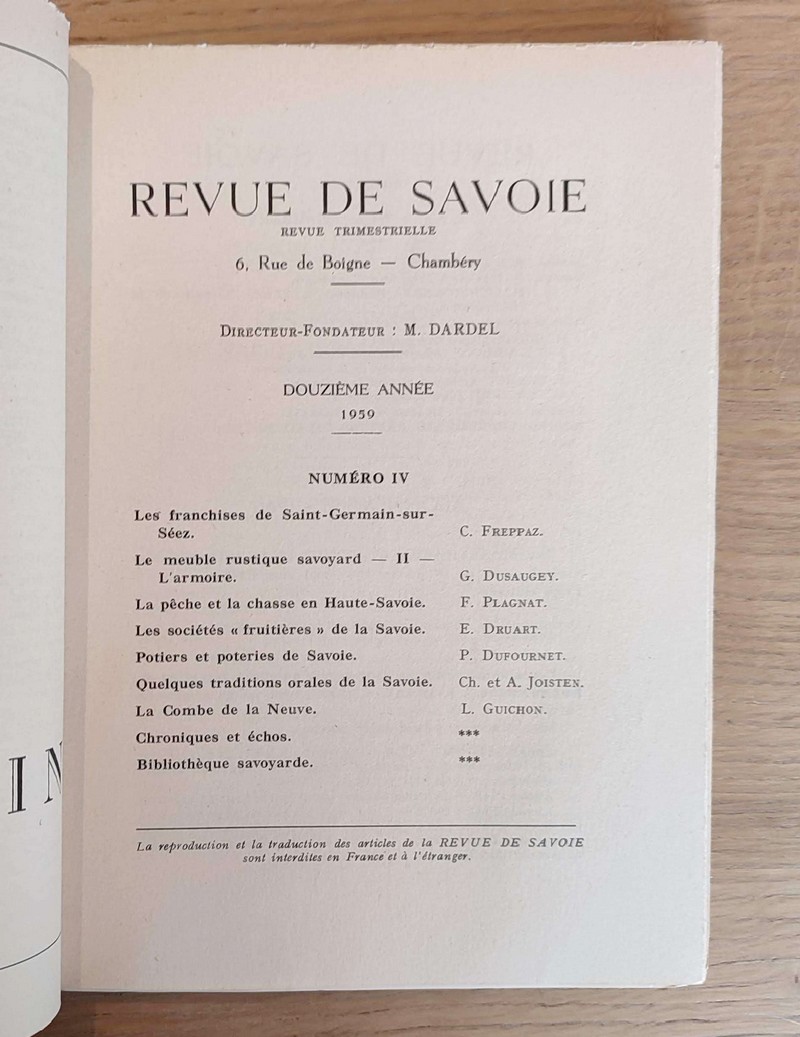 REVUE DE SAVOIE
REVUE TRIMESTRIELLE
6, Rue de Boigne — Chambéry
DIRECTEUR-FONDATEUR : M. DARDEL
DOUZIÈME ANNÉE
1959
NUMÉRO IV
Les franchises de Saint-Germain-sur-
Séez. C. FREPPAZ.
Le meuble rustique savoyard — II —
L'armoire. G. DUSAUGEY.
La pêche et la chasse en Haute-Savoie. F. PLAGNAT.
Les sociétés « fruitières » de la Savoie. E. DRUART.
Potiers et poteries de Savoie. P. DUFOURNET.
Quelques traditions orales de la Savoie. Ch. et A. JOISTEN.
La Combe de la Neuve. L. GUICHON.
Chroniques et échos. ***
Bibliothèque savoyarde. ***
La reproduction et la traduction des articles de la REVUE DE SAVOIE
sont interdites en France et à l'étranger.
IN